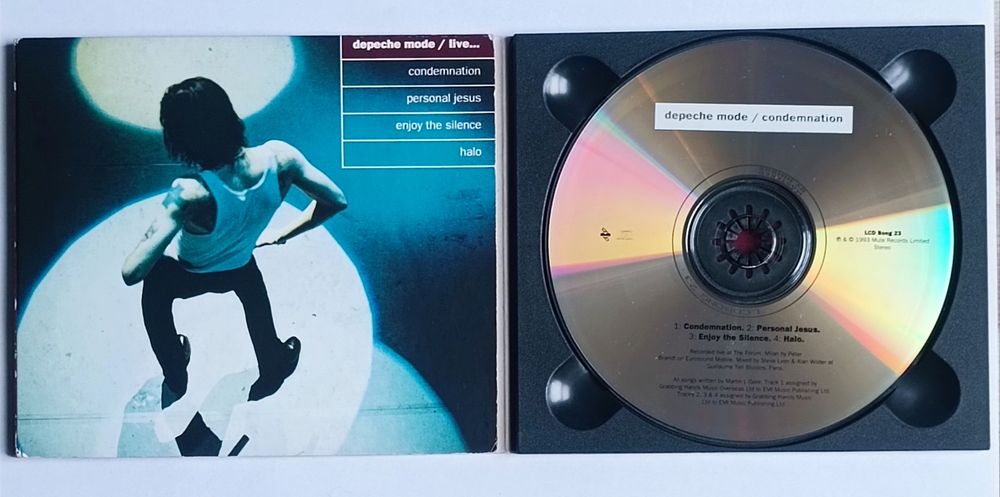 depeche mode / live...
condemnation
personal jesus
enjoy the silence
halo
depeche mode / condemnation
LCD Bong 23
℗ & © 1993 Mute Records Limited
Stereo
1: Condemnation. 2: Personal Jesus.
3: Enjoy the Silence. 4: Halo.
Recorded live at The Forum, Milan by Peter
Brandt on Eurosound Mobile. Mixed by Steve Lyon & Alan Wilder at
Guillaume Tell Studios, Paris.
All songs written by Martin L Gore. Track 1 assigned by
Grabbing Hands Music Overseas Ltd to EMI Music Publishing Ltd.
Tracks 2, 3 & 4 assigned by Grabbing Hands Music
Ltd to EMI Music Publishing Ltd.